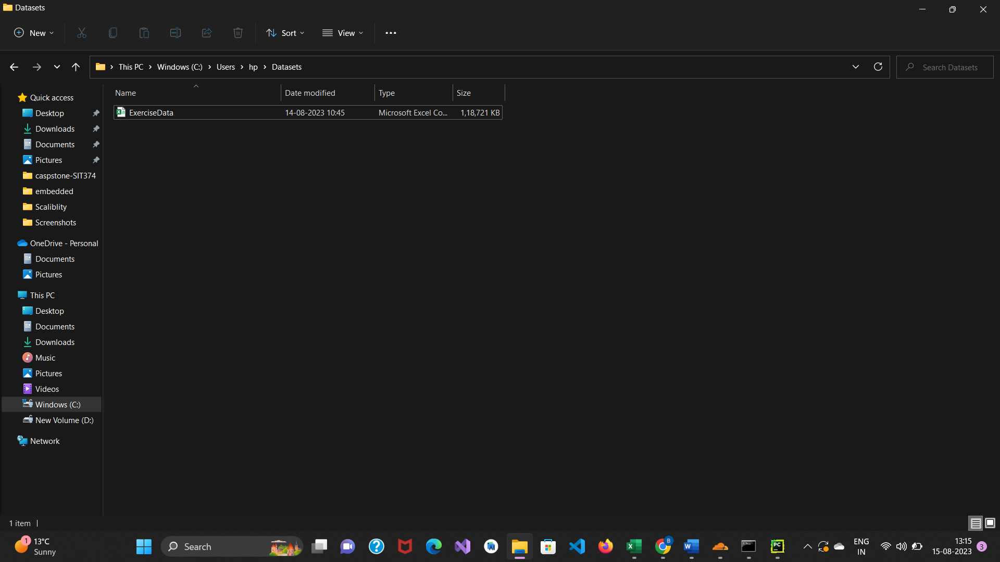 Datasets
New
Sort
View
This PC
Windows (C:)
Users
hp
Datasets
Search Datasets
Name
Date modified
Type
Size
ExerciseData
14-08-2023 10:45
Microsoft Excel Co...
1,18,721 KB
Quick access
Desktop
Downloads
Documents
Pictures
caspstone-SIT374
embedded
Scaliblity
Screenshots
OneDrive - Personal
Documents
Pictures
This PC
Desktop
Documents
Downloads
Music
Pictures
Videos
Windows (C:)
New Volume (D:)
Network
1 item
1
13°C
Sunny
Search
B
PC
ENG
IN
13:15
15-08-2023
3